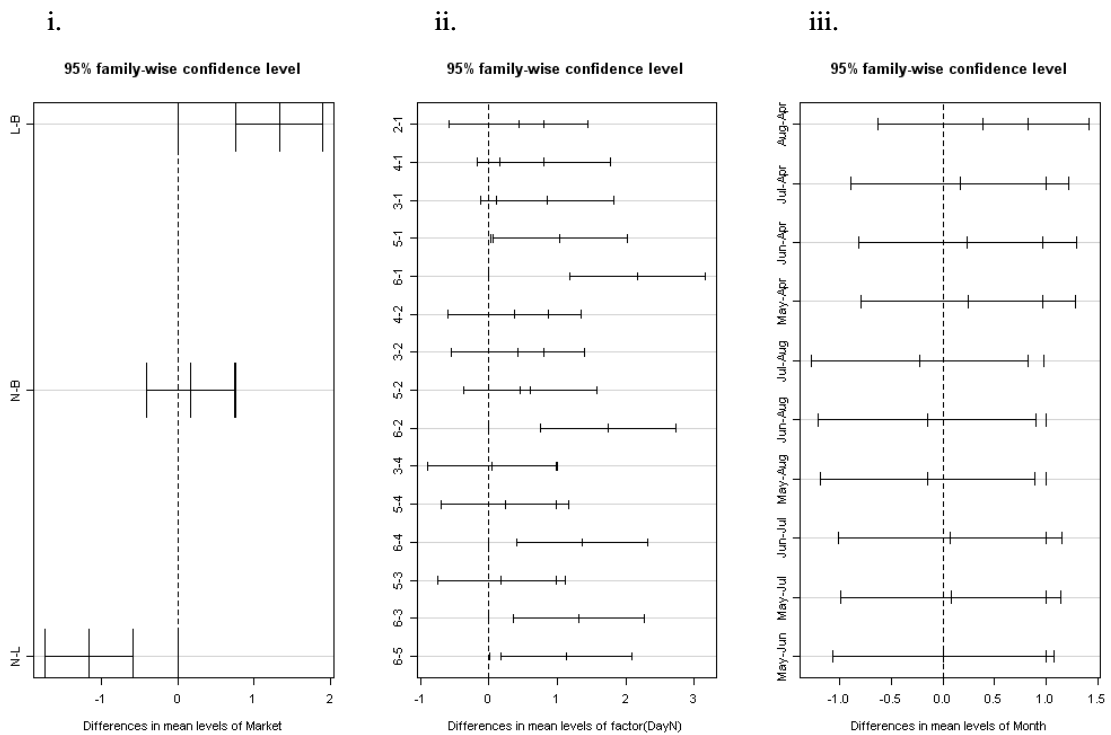 i.
95% family-wise confidence level
L-B
N-B
N-L
-1 0 1 2
Differences in mean levels of Market
ii.
95% family-wise confidence level
2-1
4-1
3-1
5-1
6-1
4-2
3-2
5-2
6-2
3-4
5-4
6-4
5-3
6-3
6-5
-1 0 1 2 3
Differences in mean levels of factor(DayN)
iii.
95% family-wise confidence level
Aug-Apr
Jul-Apr
Jun-Apr
May-Apr
Jul-Aug
Jun-Aug
May-Aug
Jun-Jul
May-Jul
May-Jun
-1.0 0.0 0.5 1.0 1.5
Differences in mean levels of Month